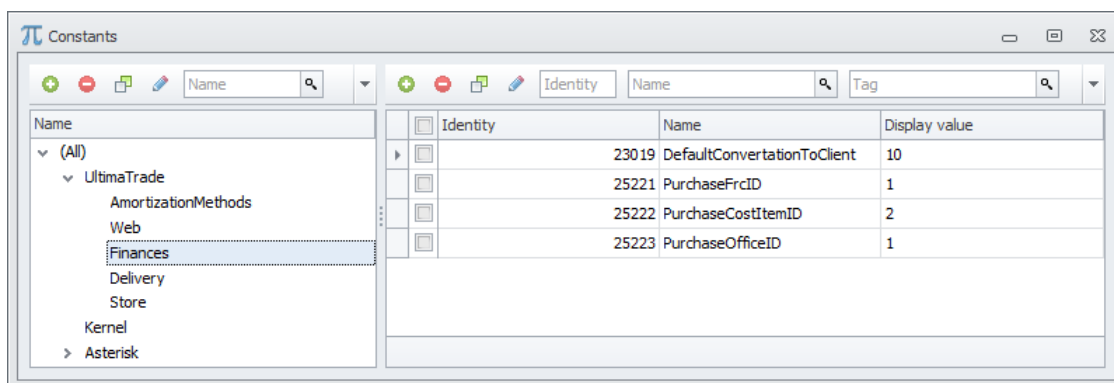 Constants
Name
Identity Name Tag
Name
(All)
UltimaTrade
AmortizationMethods
Web
Finances
Delivery
Store
Kernel
Asterisk
Identity Name Display value
23019 DefaultConvertationToClient 10
25221 PurchaseFrcID 1
25222 PurchaseCostItemID 2
25223 PurchaseOfficeID 1